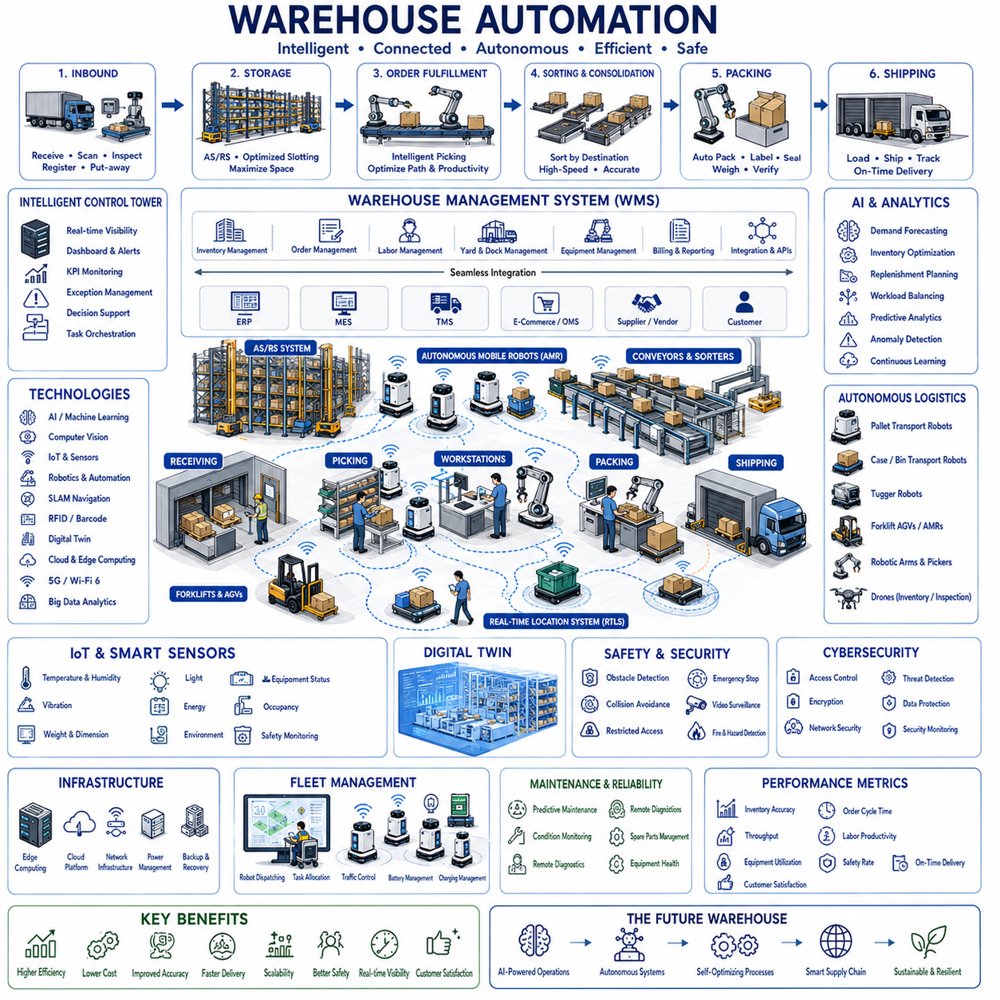 WAREHOUSE AUTOMATION
Intelligent • Connected • Autonomous • Efficient • Safe
1. INBOUND
Receive • Scan • Inspect
Register • Put-away
2. STORAGE
AS/RS • Optimized Slotting
Maximize Space
3. ORDER FULFILLMENT
Intelligent Picking
Optimize Path & Productivity
4. SORTING & CONSOLIDATION
Sort by Destination
High-Speed • Accurate
5. PACKING
Auto Pack • Label • Seal
Weigh • Verify
6. SHIPPING
Load • Ship • Track
On-Time Delivery
INTELLIGENT CONTROL TOWER
Real-time Visibility
Dashboard & Alerts
KPI Monitoring
Exception Management
Decision Support
Task Orchestration
WAREHOUSE MANAGEMENT SYSTEM (WMS)
Inventory Management
Order Management
Labor Management
Yard & Dock Management
Equipment Management
Billing & Reporting
Integration & APIs
Seamless Integration
ERP
MES
TMS
E-Commerce / OMS
Supplier / Vendor
Customer
AI & ANALYTICS
Demand Forecasting
Inventory Optimization
Replenishment Planning
Workload Balancing
Predictive Analytics
Anomaly Detection
Continuous Learning
TECHNOLOGIES
AI / Machine Learning
Computer Vision
IoT & Sensors
Robotics & Automation
SLAM Navigation
RFID / Barcode
Digital Twin
Cloud & Edge Computing
5G / Wi-Fi 6
Big Data Analytics
AS/RS SYSTEM
AUTONOMOUS MOBILE ROBOTS (AMR)
CONVEYORS & SORTERS
RECEIVING
PICKING
WORKSTATIONS
PACKING
SHIPPING
FORKLIFTS & AGVs
REAL-TIME LOCATION SYSTEM (RTLS)
AUTONOMOUS LOGISTICS
Pallet Transport Robots
Case / Bin Transport Robots
Tugger Robots
Forklift AGVs / AMRs
Robotic Arms & Pickers
Drones (Inventory / Inspection)
IoT & SMART SENSORS
Temperature & Humidity
Light
Equipoment Status
Vibration
Energy
Occupancy
Weight & Dimension
Environment
Safety Monitoring
DIGITAL TWIN
SAFETY & SECURITY
Obstacle Detection
Emergency Stop
Collision Avoidance
Video Surveillance
Restricted Access
Fire & Hazard Detection
CYBERSECURITY
Access Control
Threat Detection
Encryption
Data Protection
Network Security
Security Monitoring
INFRASTRUCTURE
Edge
Computing
Cloud
Platform
Network
Infrastructure
Power
Management
Backup &
Recovery
FLEET MANAGEMENT
Robot Dispatching
Task Allocation
Traffic Control
Battery Management
Charging Management
MAINTENANCE & RELIABILITY
Predictive Maintenance
Remote Diagnótions
Condition Monitoring
Spare Parts Management
Remote Diagnestics
Equipment Health
PERFORMANCE METRICS
Inventory Accuracy
Order Cycle Time
Throughput
Labor Productivity
Equipment Utilization
Safety Rate
On-Time Delivery
Customer Satisfaction
KEY BENEFITS
Higher Efficiency
Lower Cost
Improved Accuracy
Faster Delivery
Scalability
Better Safety
Real-time Visibility
Customer Satisfaction
THE FUTURE WAREHOUSE
AI-Powered Operations
Autonomous Systems
Self-Optimizing Processes
Smart Supply Chain
Sustainable & Resilient